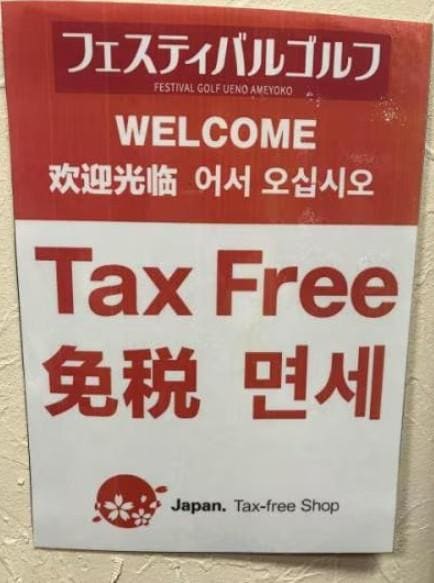 フェスティバルゴルフ
FESTIVAL GOLF UENO AMEYOKO
WELCOME
欢迎光临 어서 오십시오
Tax Free
免税 면세
Japan. Tax-free Shop